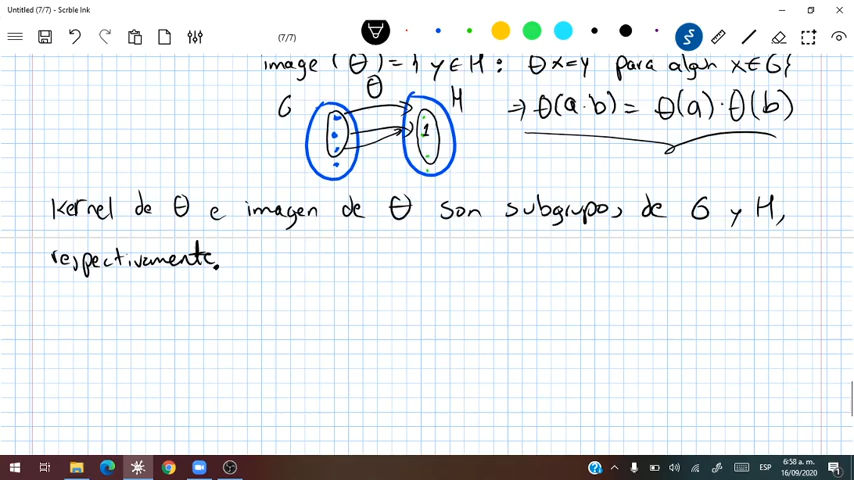 Untitled (7/7) - Scrble Ink
(7/7)
image (θ) = { y ∈ H : θx = y para algun x ∈ G}
θ
G H ⇒ θ(a·b) = θ(a)·θ(b)
1
Kernel de θ e imagen de θ son subgrupos de G y H,
respectivamente.
ESP
6:58 a. m.
16/09/2020